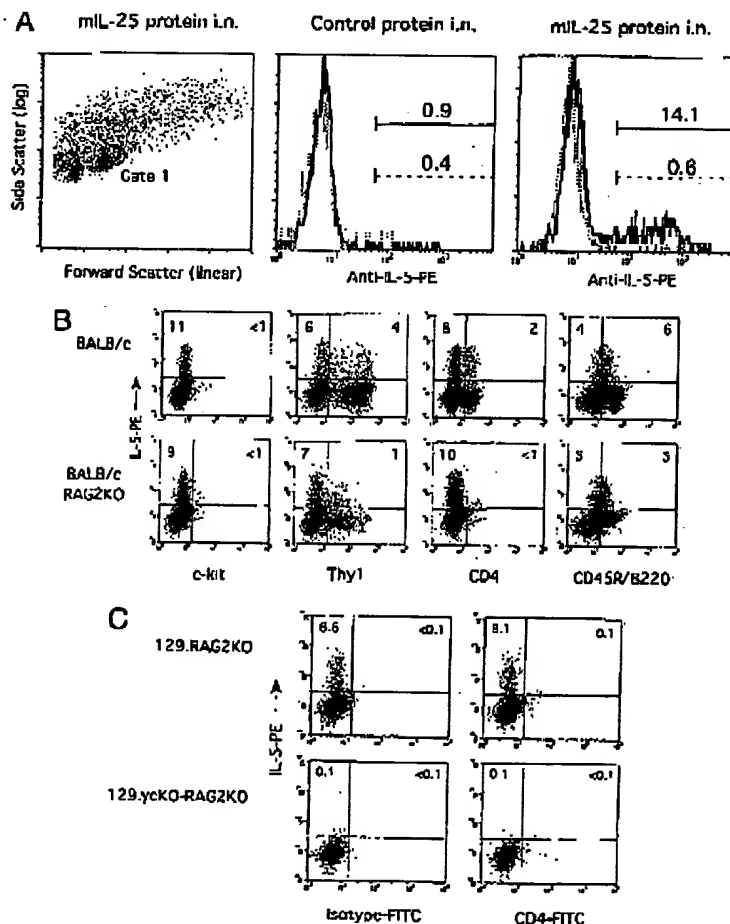 A
mIL-25 protein i.n.
Control protein i.n.
mIL-25 protein i.n.
Side Scatter (log)
Gate 1
Forward Scatter (linear)
0.9
0.4
Anti-IL-5-PE
14.1
0.6
Anti-IL-5-PE
B
BALB/c
IL-5-PE
11 <1
6 4
8 2
4 6
BALB/c
RAG2KO
9 <1
7 1
10 <1
5 5
c-kit
Thy1
CD4
CD45R/B220
C
129.RAG2KO
IL-5-PE
6.6 <0.1
8.1 0.1
129.γcKO-RAG2KO
0.1 <0.1
0.1 <0.1
Isotype-FITC
CD4-FITC